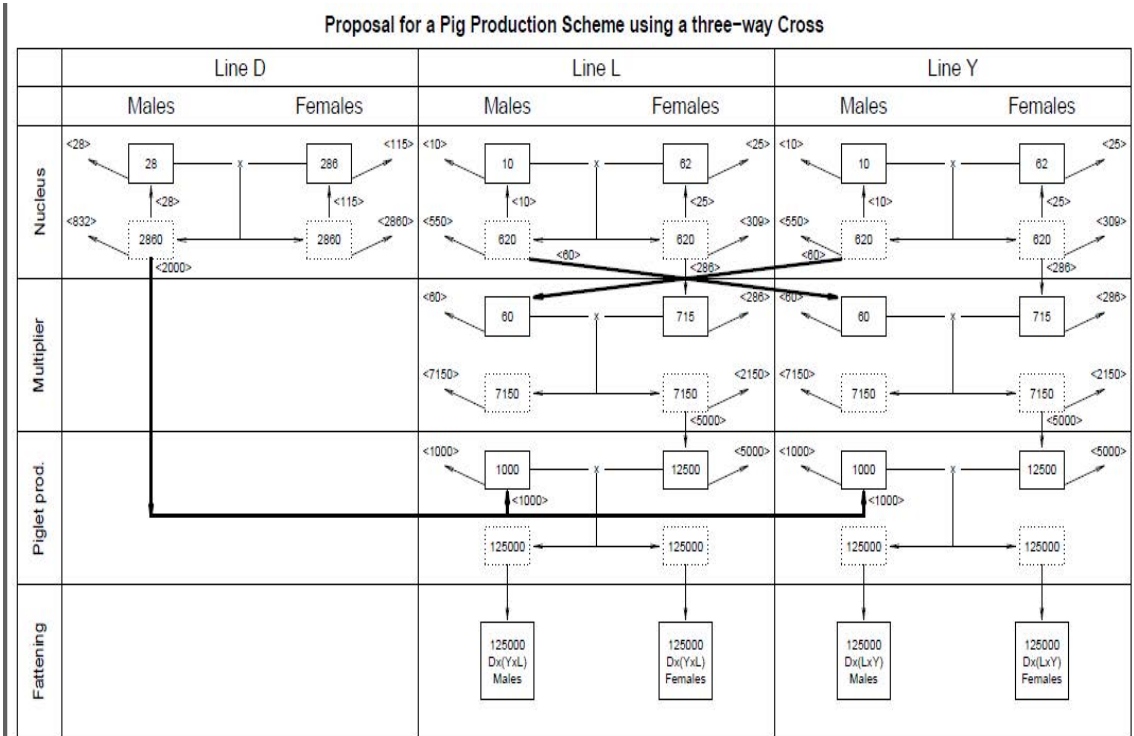 Proposal for a Pig Production Scheme using a three-way Cross
Line D Line L Line Y
Males Females Males Females Males Females
Nucleus
<28> <115> <10> <25> <10> <25>
28 x 286 10 x 62 10 x 62
<28> <115> <10> <25> <10> <25>
<832> <2860> <550> <309> <550> <309>
2860 2860 620 620 620 620
<2000> <60> <286> <60> <286>
Multiplier
<60> <286> <60> <286>
60 x 715 60 x 715
<7150> <2150> <7150> <2150>
7150 7150 7150 7150
<5000> <5000>
Piglet prod.
<1000> <5000> <1000> <5000>
1000 x 12500 1000 x 12500
<1000> <1000>
125000 125000 125000 125000
Fattening
125000 125000 125000 125000
Dx(YxL) Dx(YxL) Dx(LxY) Dx(LxY)
Males Females Males Females